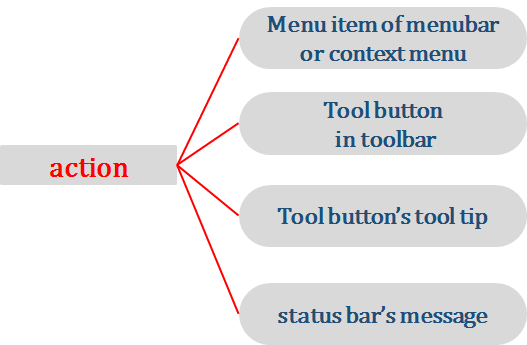 Menu item of menubar
or context menu
Tool button
in toolbar
action
Tool button’s tool tip
status bar’s message